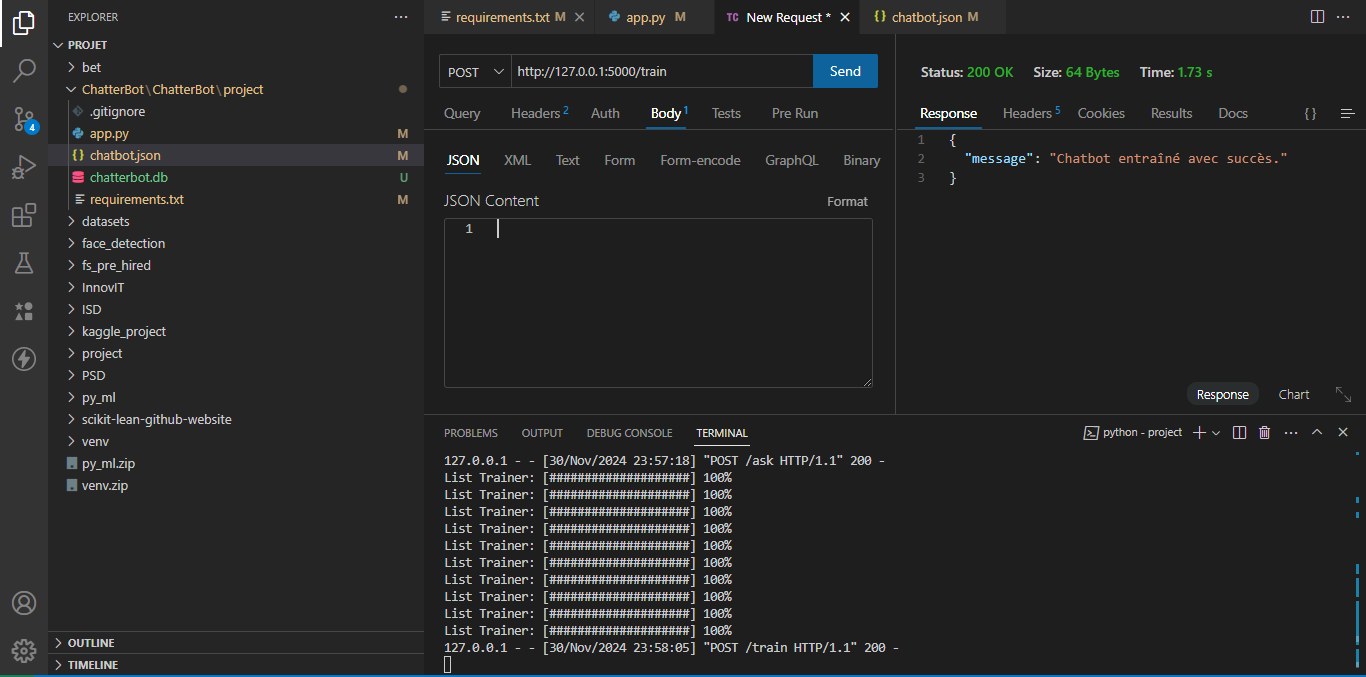 EXPLORER
PROJET
bet
ChatterBot\ChatterBot\project
.gitignore
app.py M
chatbot.json M
chatterbot.db U
requirements.txt M
datasets
face_detection
fs_pre_hired
InnovIT
ISD
kaggle_project
project
PSD
py_ml
scikit-lean-github-website
venv
py_ml.zip
venv.zip
OUTLINE
TIMELINE
4
requirements.txt M
app.py M
TC New Request *
chatbot.json M
POST http://127.0.0.1:5000/train Send
Query Headers 2 Auth Body 1 Tests Pre Run
JSON XML Text Form Form-encode GraphQL Binary
JSON Content Format
1
Status: 200 OK Size: 64 Bytes Time: 1.73 s
Response Headers 5 Cookies Results Docs { }
1 {
2 "message": "Chatbot entraîné avec succès."
3 }
Response Chart
PROBLEMS OUTPUT DEBUG CONSOLE TERMINAL python - project
127.0.0.1 - - [30/Nov/2024 23:57:18] "POST /ask HTTP/1.1" 200 -
List Trainer: [####################] 100%
List Trainer: [####################] 100%
List Trainer: [####################] 100%
List Trainer: [####################] 100%
List Trainer: [####################] 100%
List Trainer: [####################] 100%
List Trainer: [####################] 100%
List Trainer: [####################] 100%
List Trainer: [####################] 100%
List Trainer: [####################] 100%
127.0.0.1 - - [30/Nov/2024 23:58:05] "POST /train HTTP/1.1" 200 -